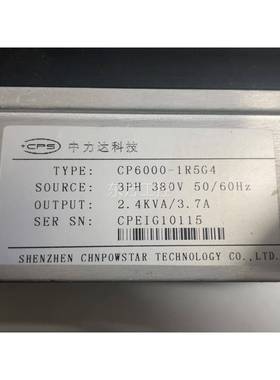 CPS 中力达科技
TYPE: CP6000-1R5G4
SOURCE: 3PH 380V 50/60Hz
OUTPUT: 2.4KVA/3.7A
SER SN: CPEIG10115
SHENZHEN CHNPOWSTAR TECHNOLOGY CO.,LTD.